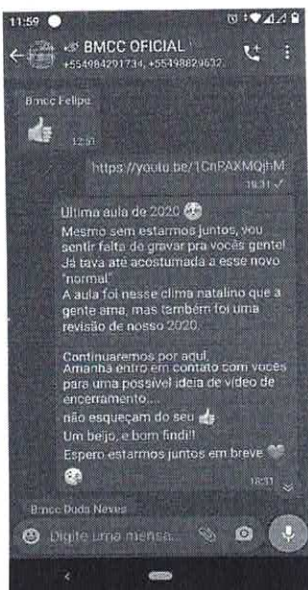 11:59
BMCC OFICIAL
+554984291734, +55498829632,
Bmcc Felipe
12:51
https://youtu.be/1CnPAXMQjhM
18:31
Ultima aula de 2020
Mesmo sem estarmos juntos, vou
sentir falta de gravar pra vocês gente!
Já tava até acostumada a esse novo
"normal"
A aula foi nesse clima natalino que a
gente ama, mas também foi uma
revisão de nosso 2020.
Continuaremos por aqui,
Amanhã entro em contato com vocês
para uma possível ideia de vídeo de
encerramento....
não esqueçam do seu
Um beijo, e bom findi!!
Espero estarmos juntos em breve
18:31
Bmcc Duda Neves
Digite uma mensa...